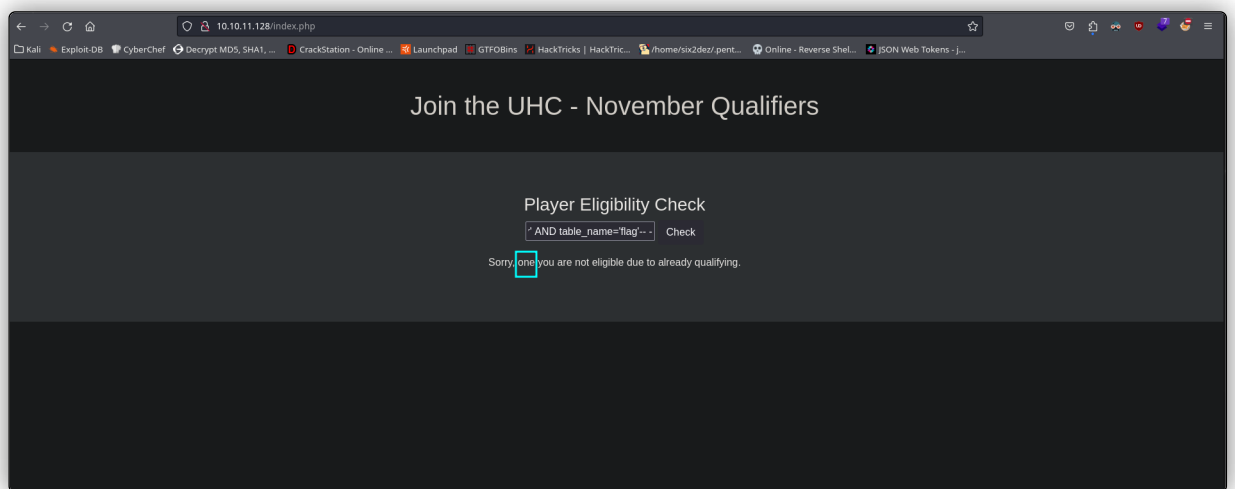 10.10.11.128/index.php
Kali Exploit-DB CyberChef Decrypt MD5, SHA1, ... CrackStation - Online ... Launchpad GTFOBins HackTricks | HackTric... /home/six2dez/.pent... Online - Reverse Shel... JSON Web Tokens - j...
Join the UHC - November Qualifiers
Player Eligibility Check
' AND table_name='flag'-- - Check
Sorry, one you are not eligible due to already qualifying.